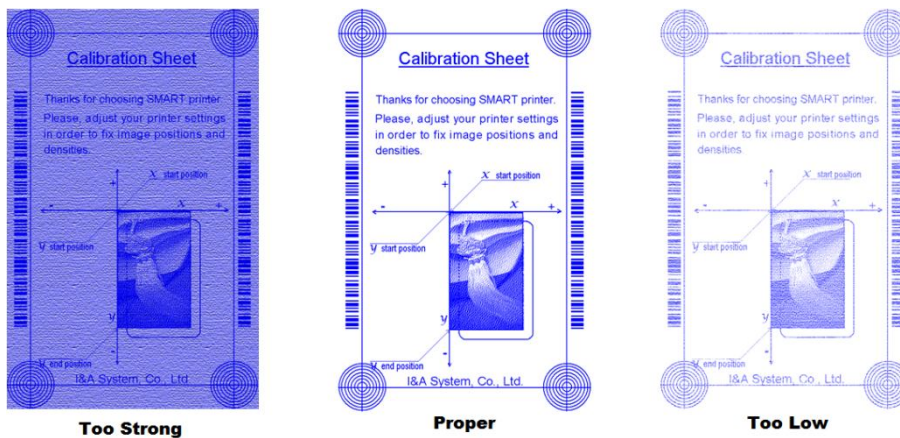 Calibration Sheet
Thanks for choosing SMART printer.
Please, adjust your printer settings
in order to fix image positions and
densities.
+
x start position
-
x
+
y start position
y
-
y end position
I&A System, Co., Ltd.
Too Strong
Calibration Sheet
Thanks for choosing SMART printer.
Please, adjust your printer settings
in order to fix image positions and
densities.
+
x start position
-
x
+
y start position
y
-
y end position
I&A System, Co., Ltd.
Proper
Calibration Sheet
Thanks for choosing SMART printer.
Please, adjust your printer settings
in order to fix image positions and
densities.
+
x start position
-
x
+
y start position
y
-
y end position
I&A System, Co., Ltd.
Too Low